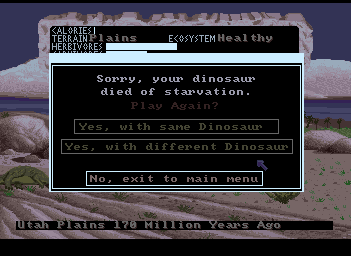 CALORIES
TERRAIN Plains ECOSYSTEM Healthy
HERBIVORES
CARNIVORES
Sorry, your dinosaur
died of starvation.
Play Again?
Yes, with same Dinosaur
Yes, with different Dinosaur
No, exit to main menu
Utah Plains 170 Million Years Ago